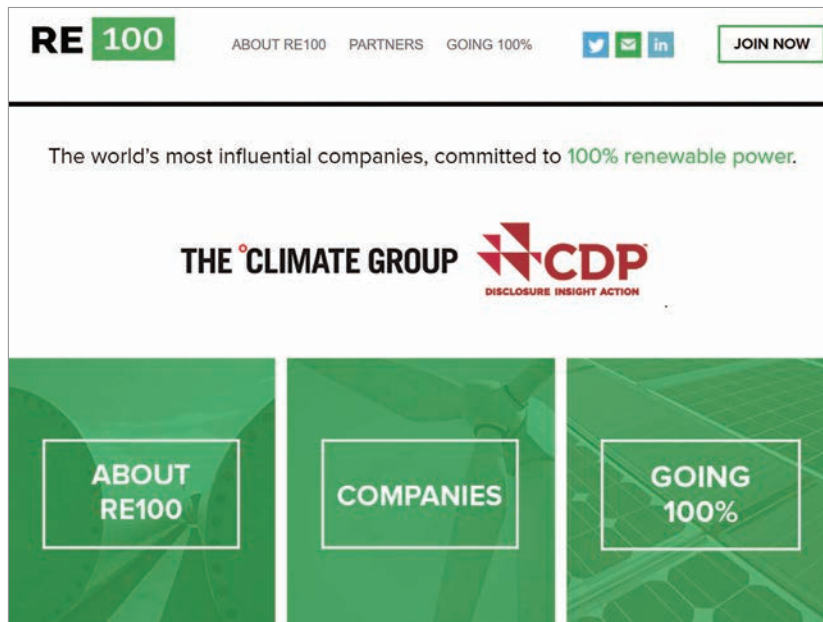 RE 100
ABOUT RE100 PARTNERS GOING 100%
in
JOIN NOW
The world's most influential companies, committed to 100% renewable power.
THE °CLIMATE GROUP
CDP
DISCLOSURE INSIGHT ACTION
ABOUT
RE100
COMPANIES
GOING
100%